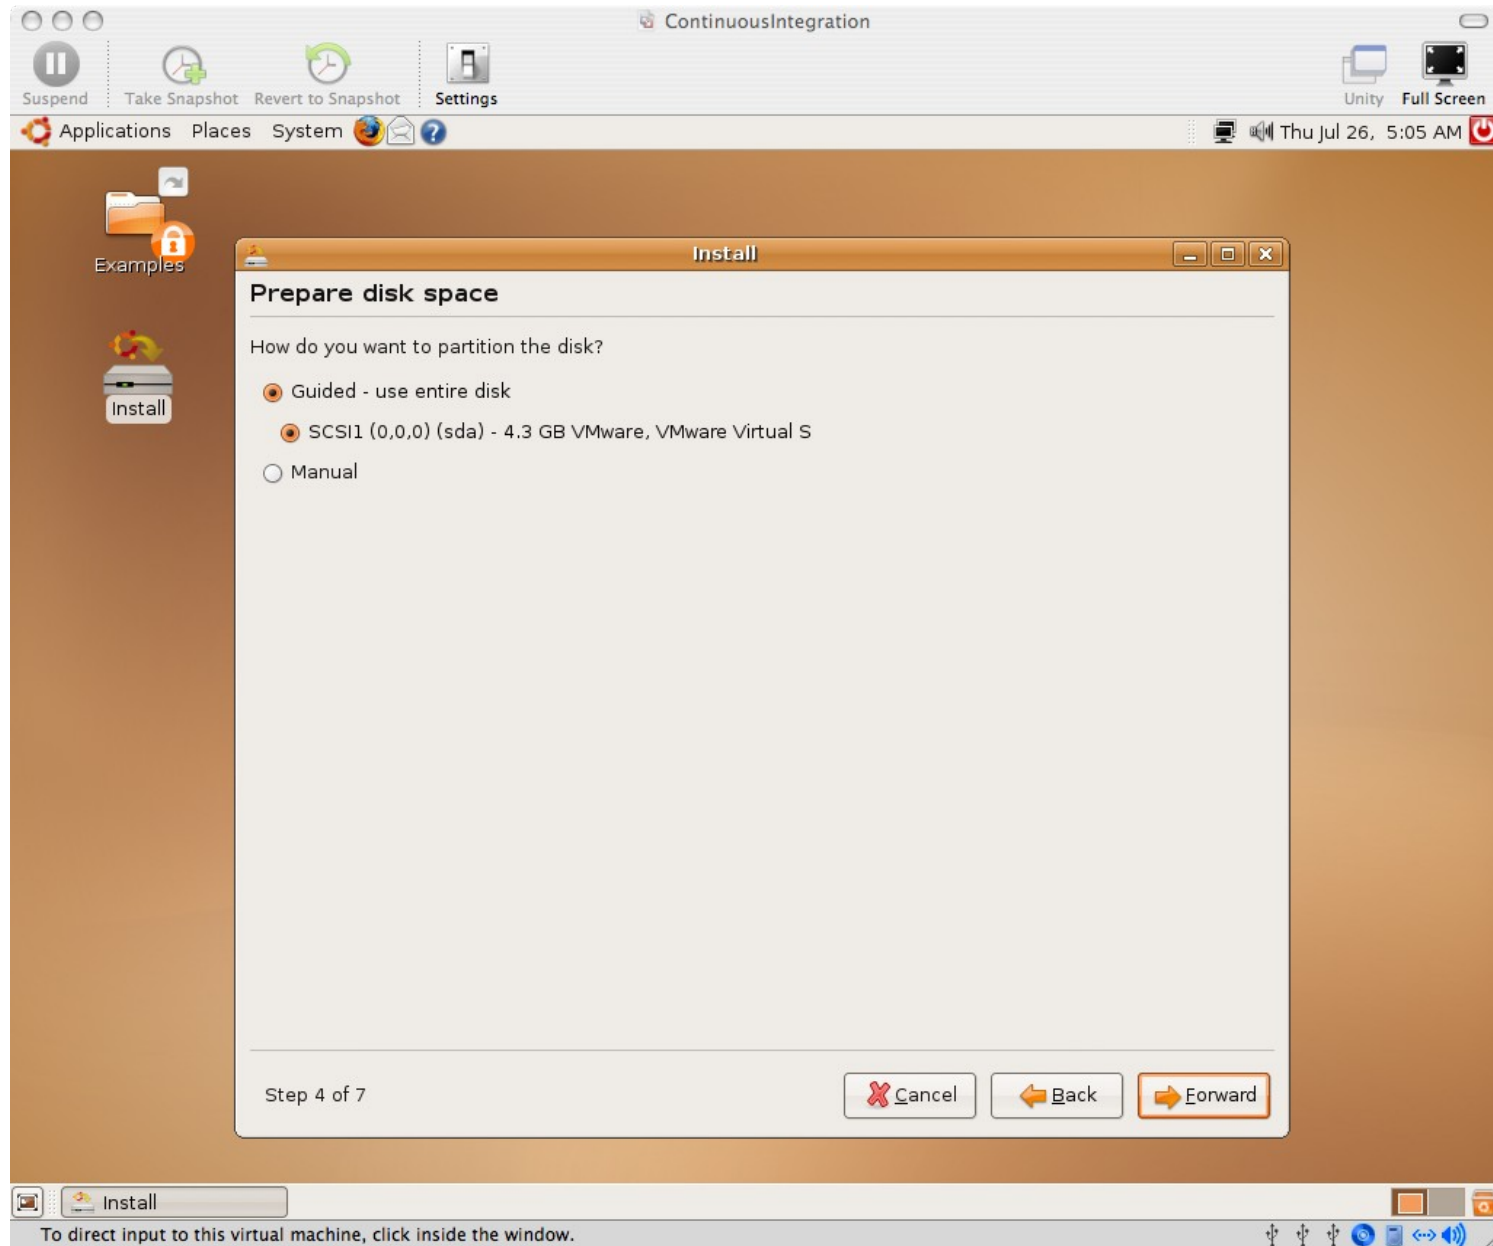 ContinuousIntegration
Suspend Take Snapshot Revert to Snapshot Settings Unity Full Screen
Applications Places System Thu Jul 26, 5:05 AM
Examples
Install
Install
Prepare disk space
How do you want to partition the disk?
Guided - use entire disk
SCSI1 (0,0,0) (sda) - 4.3 GB VMware, VMware Virtual S
Manual
Step 4 of 7
Cancel Back Forward
Install
To direct input to this virtual machine, click inside the window.